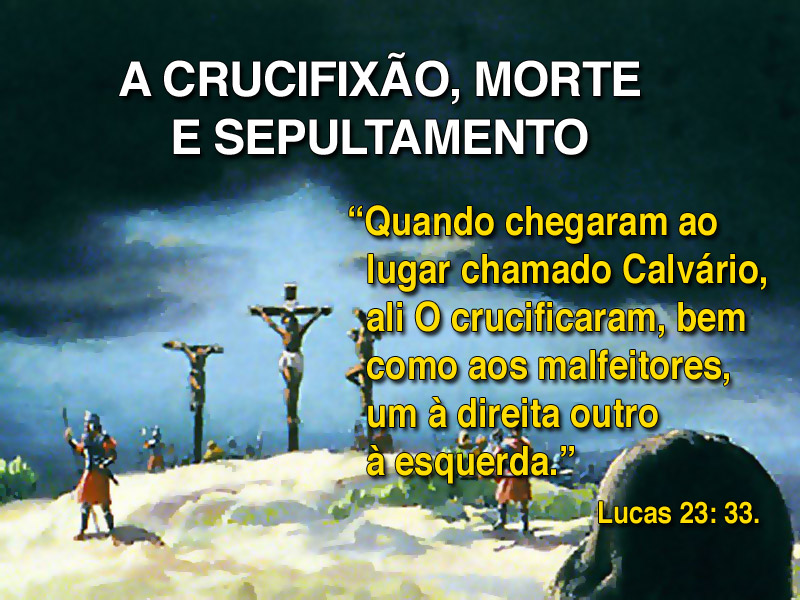 A CRUCIFIXÃO, MORTE
E SEPULTAMENTO
“Quando chegaram ao
lugar chamado Calvário,
ali O crucificaram, bem
como aos malfeitores,
um à direita outro
à esquerda.”
Lucas 23: 33.